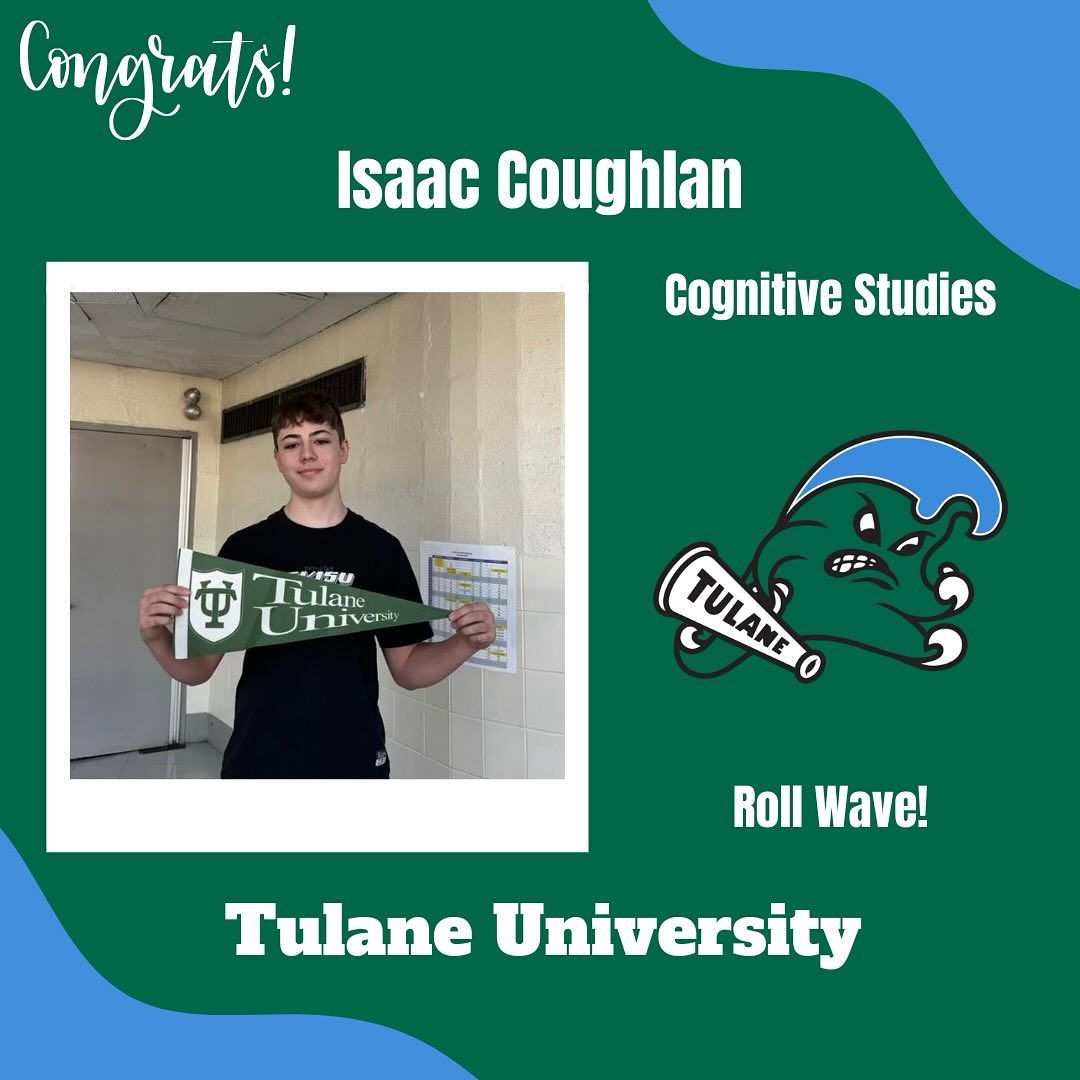 Congrats!
Isaac Coughlan
Cognitive Studies
Tulane
University
TULANE
Roll Wave!
Tulane University